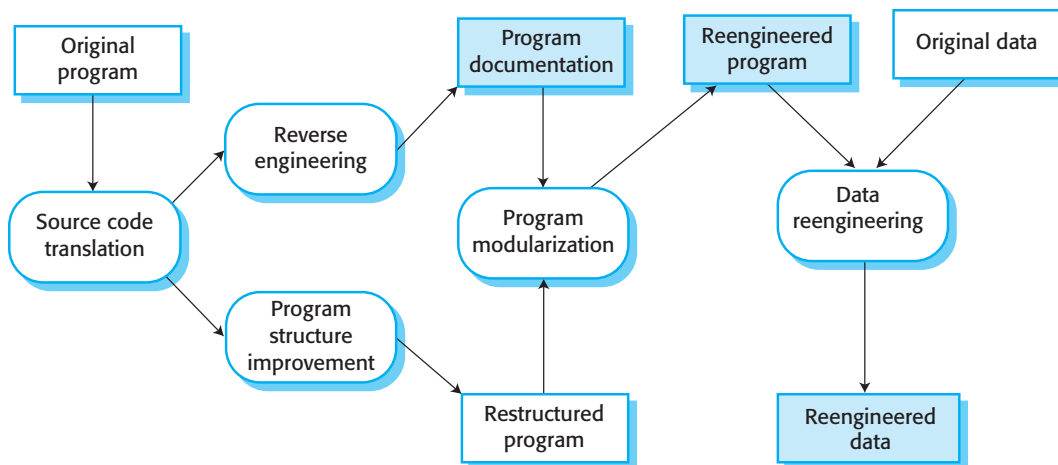 Original
program
Program
documentation
Reengineered
program
Original data
Reverse
engineering
Source code
translation
Program
modularization
Data
reengineering
Program
structure
improvement
Restructured
program
Reengineered
data